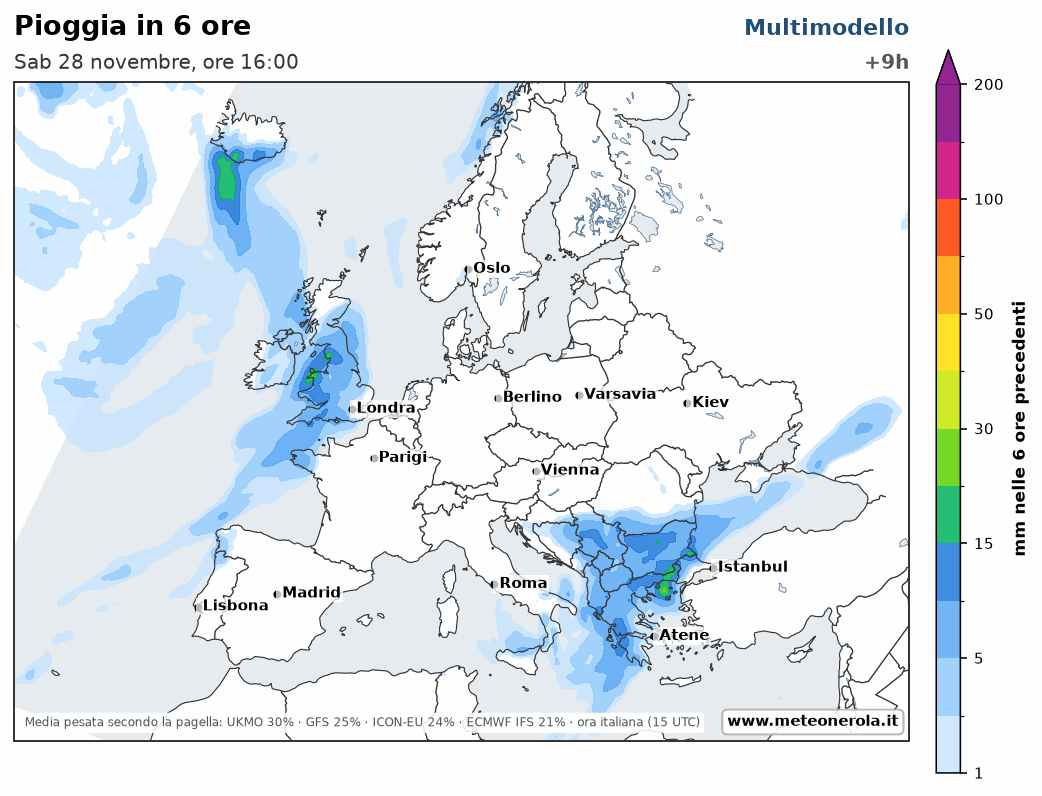 Pioggia in 6 ore
Multimodello
Sab 28 novembre, ore 16:00
+9h
200
100
50
30
15
5
1
mm nelle 6 ore precedenti
Oslo
Berlino
Varsavia
Kiev
Londra
Parigi
Vienna
Istanbul
Roma
Madrid
Lisbona
Atene
Media pesata secondo la pagella: UKMO 30% · GFS 25% · ICON-EU 24% · ECMWF IFS 21% · ora italiana (15 UTC)
www.meteonerola.it